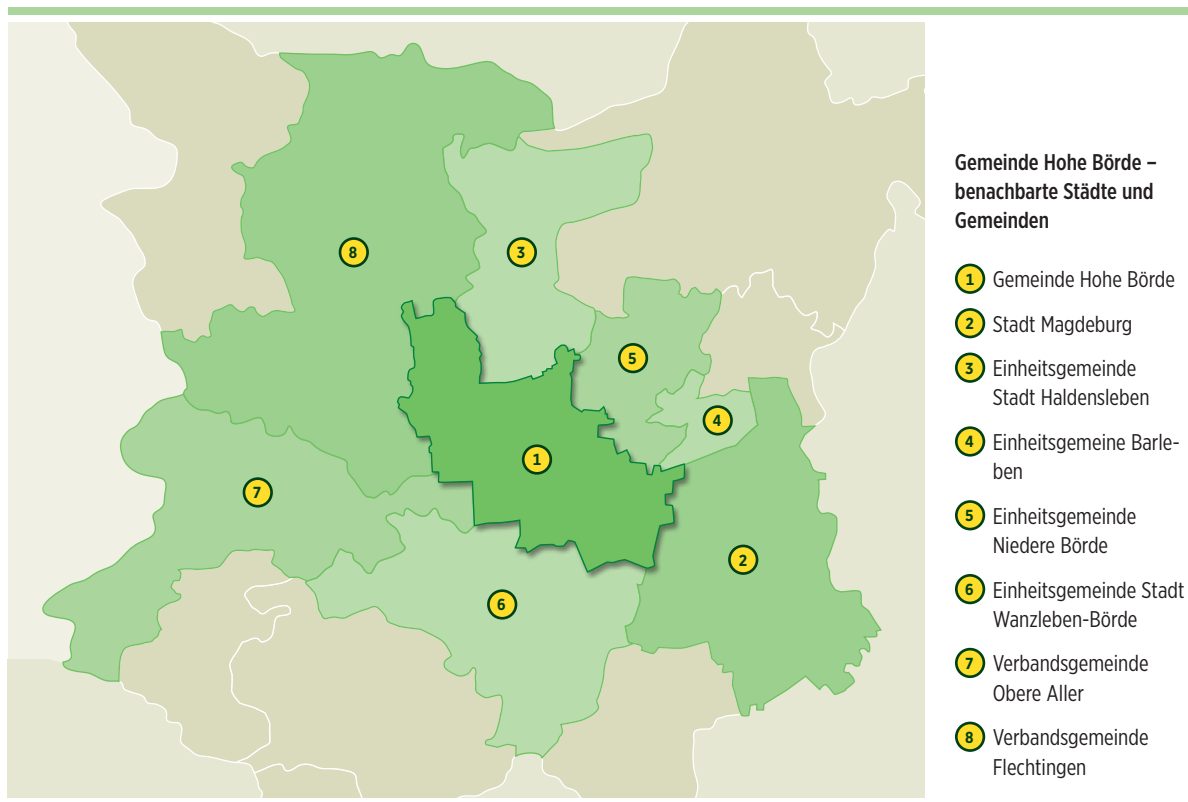 8
3
5
4
1
7
2
6
Gemeinde Hohe Börde –
benachbarte Städte und
Gemeinden
1 Gemeinde Hohe Börde
2 Stadt Magdeburg
3 Einheitsgemeinde
Stadt Haldensleben
4 Einheitsgemeine Barle-
ben
5 Einheitsgemeinde
Niedere Börde
6 Einheitsgemeinde Stadt
Wanzleben-Börde
7 Verbandsgemeinde
Obere Aller
8 Verbandsgemeinde
Flechtingen